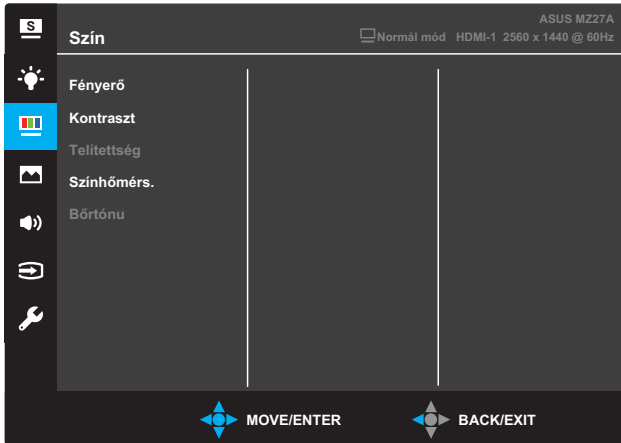 S
ASUS MZ27A
Szín
Normál mód HDMI-1 2560 x 1440 @ 60Hz
Fényerő
Kontraszt
Telítettség
Színhőmérs.
Bőrtónu
MOVE/ENTER
BACK/EXIT